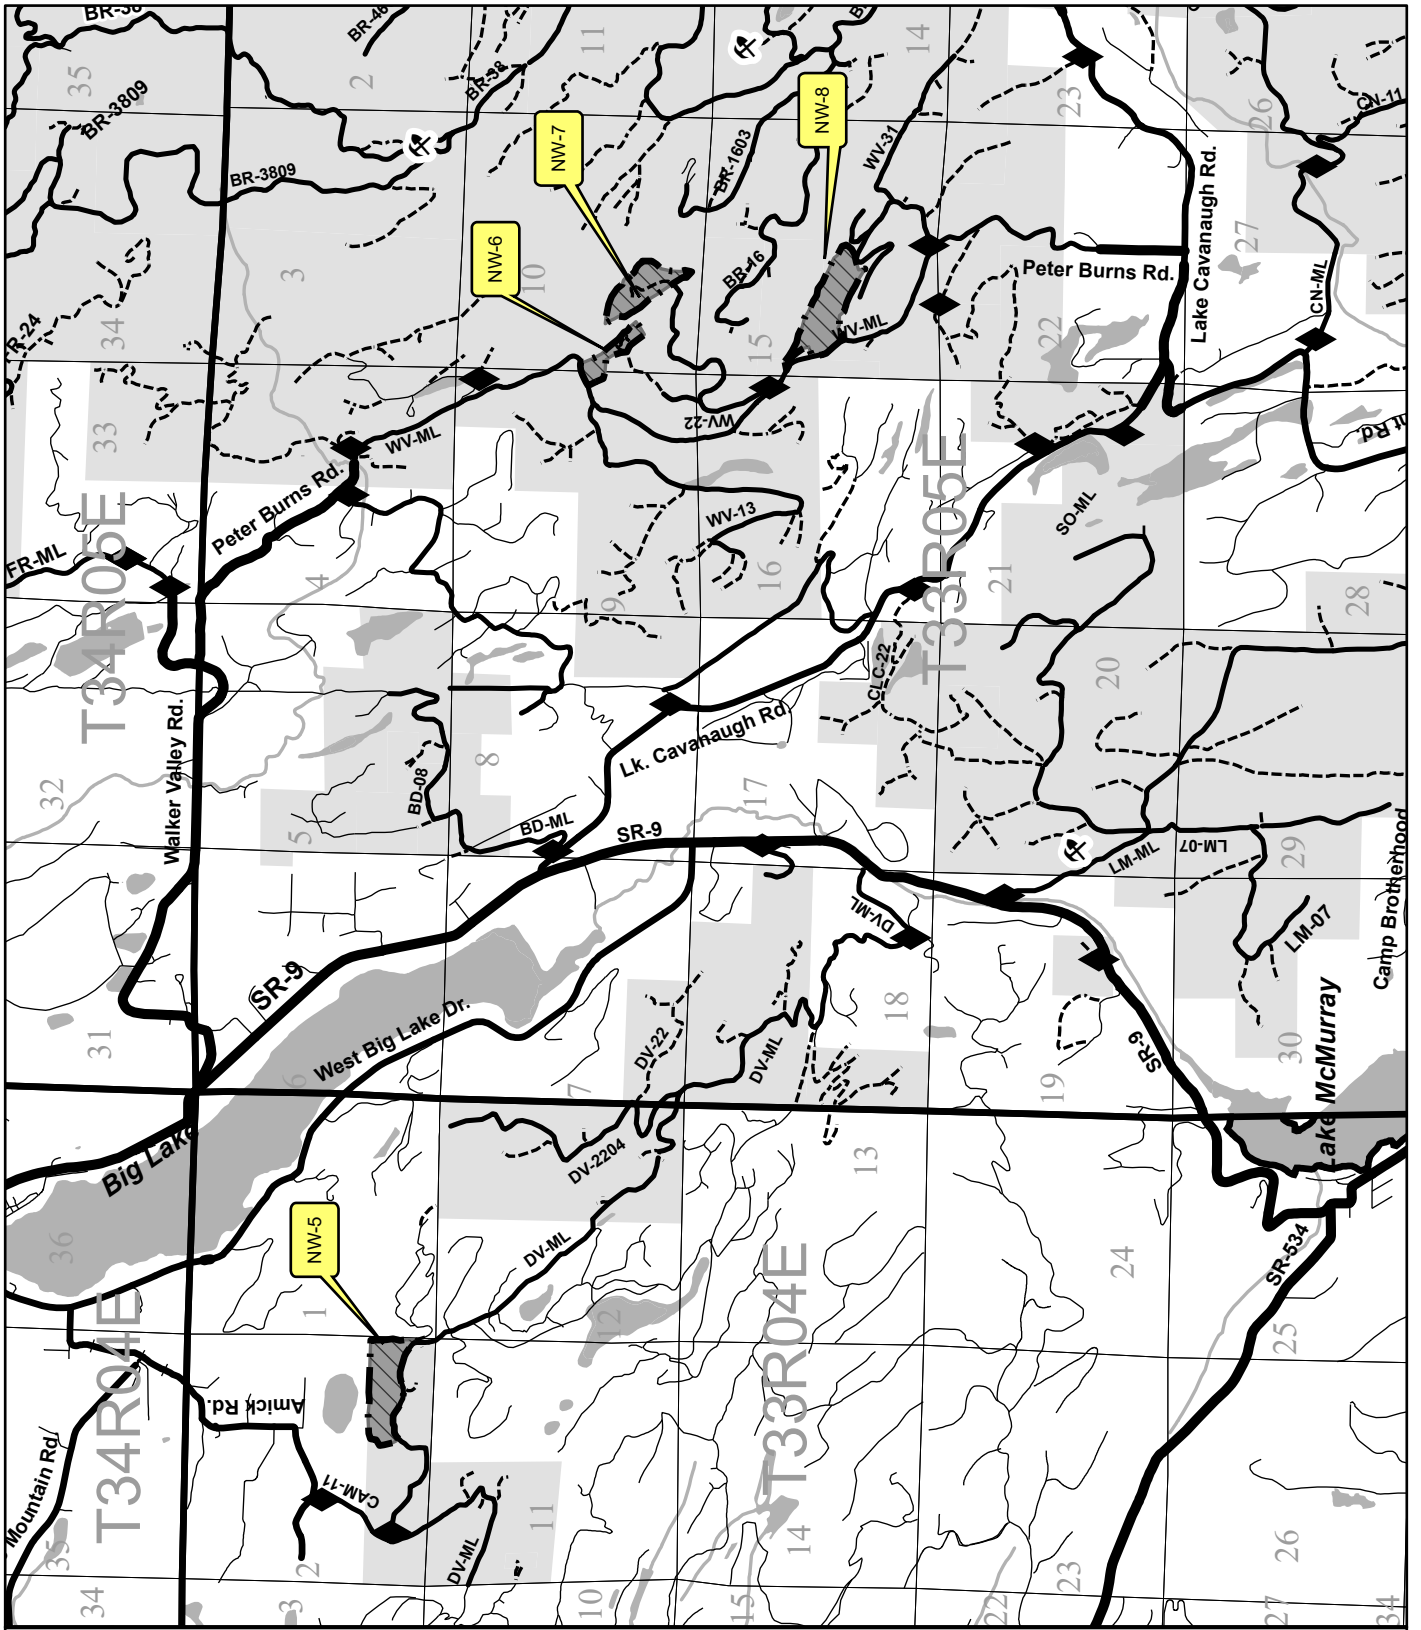 BR-38
BR-46
BR-3809
BR-3809
BR-38
35
2
11
14
23
26
CN-11
NW-7
NW-8
NW-6
BR-1603
WV-31
BR-16
Lake Cavanaugh Rd.
Peter Burns Rd.
27
CN-ML
34
3
10
15
22
FR-24
WV-ML
WV-22
WV-ML
33
Peter Burns Rd.
WV-13
SO-ML
nt Rd.
T34R05E
T33R05E
FR-ML
4
9
16
21
28
CLC-22
20
Walker Valley Rd.
32
5
8
BD-08
BD-ML
Lk. Cavanaugh Rd.
SR-9
17
LM-ML
LM-07
29
LM-07
Camp Brotherhood
DV-ML
SR-9
West Big Lake Dr.
31
6
7
DV-22
DV-ML
18
19
SR-9
30
Lake McMurray
Big Lake
DV-2204
13
36
NW-5
DV-ML
1
12
24
SR-534
25
T34R04E
T33R04E
Amick Rd.
Mountain Rd.
CAM-11
DV-ML
35
2
11
14
23
26
34
3
10
15
22
27
34